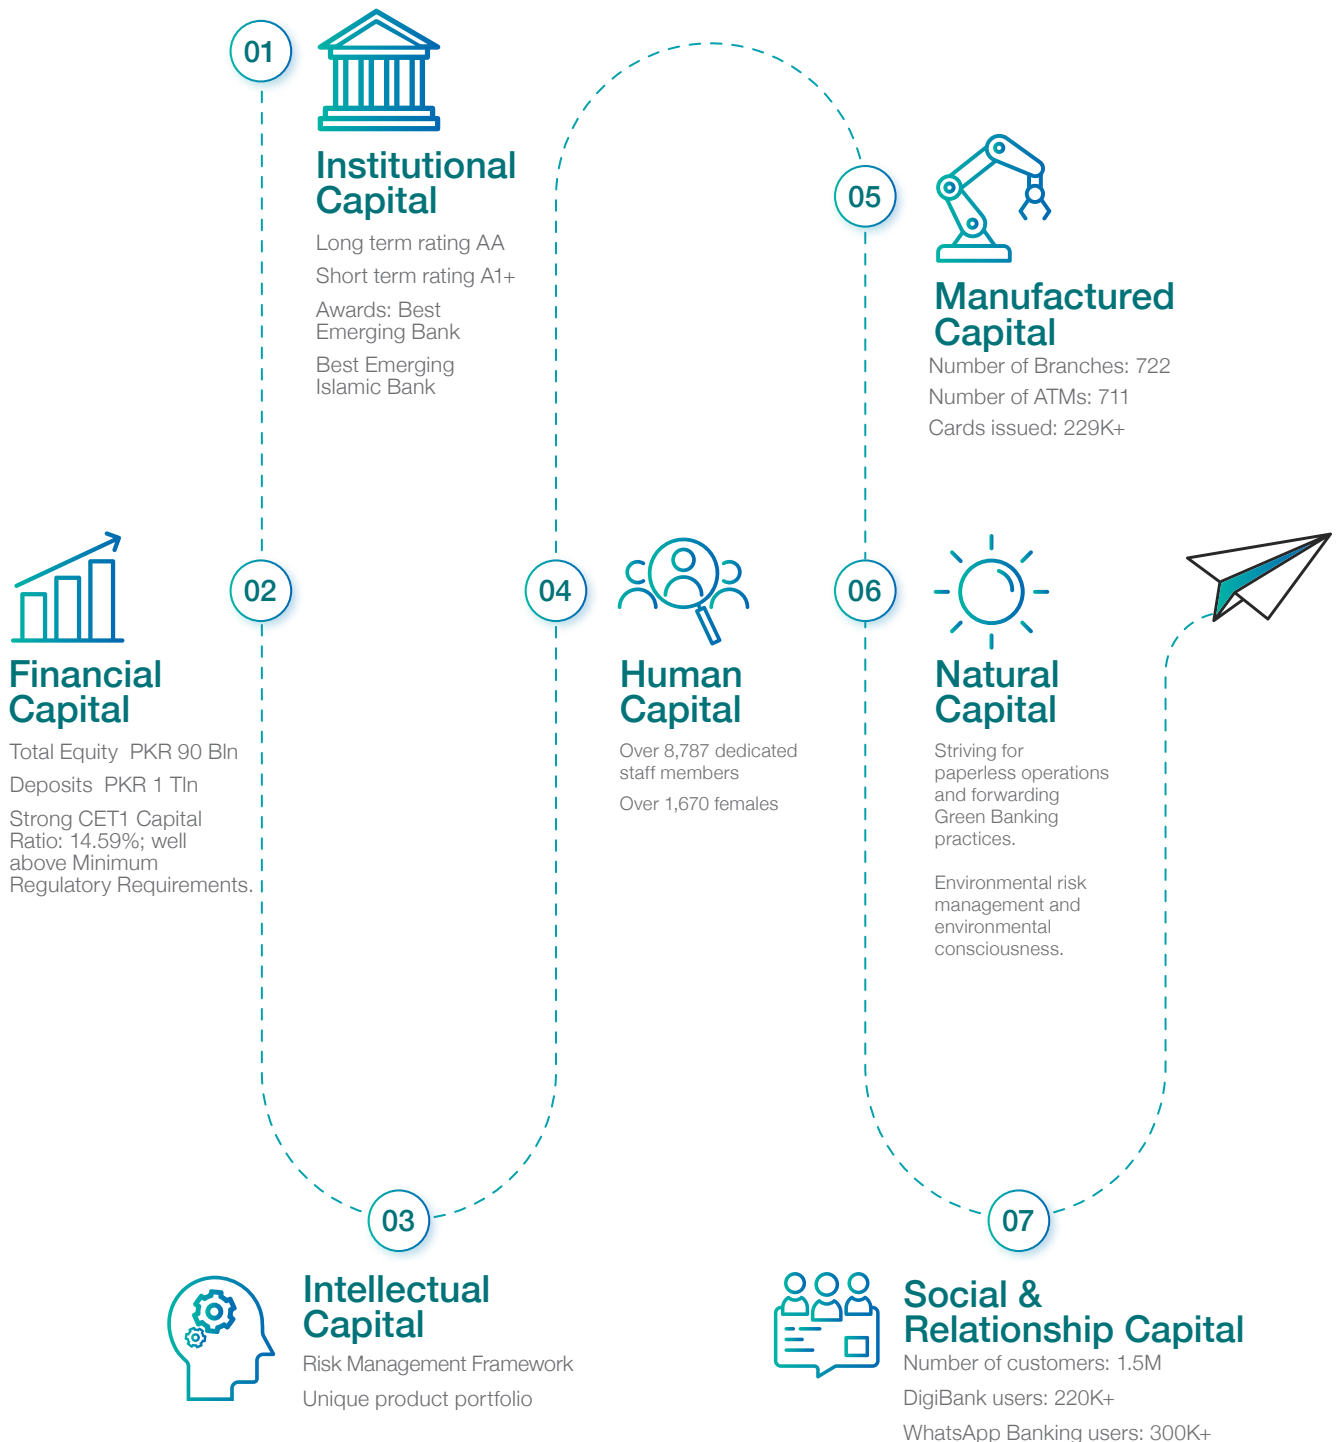 01
Institutional
Capital
Long term rating AA
Short term rating A1+
Awards: Best
Emerging Bank
Best Emerging
Islamic Bank
02
Financial
Capital
Total Equity PKR 90 Bln
Deposits PKR 1 Tln
Strong CET1 Capital
Ratio: 14.59%; well
above Minimum
Regulatory Requirements.
03
Intellectual
Capital
Risk Management Framework
Unique product portfolio
04
Human
Capital
Over 8,787 dedicated
staff members
Over 1,670 females
05
Manufactured
Capital
Number of Branches: 722
Number of ATMs: 711
Cards issued: 229K+
06
Natural
Capital
Striving for
paperless operations
and forwarding
Green Banking
practices.
Environmental risk
management and
environmental
consciousness.
07
Social &
Relationship Capital
Number of customers: 1.5M
DigiBank users: 220K+
WhatsApp Banking users: 300K+